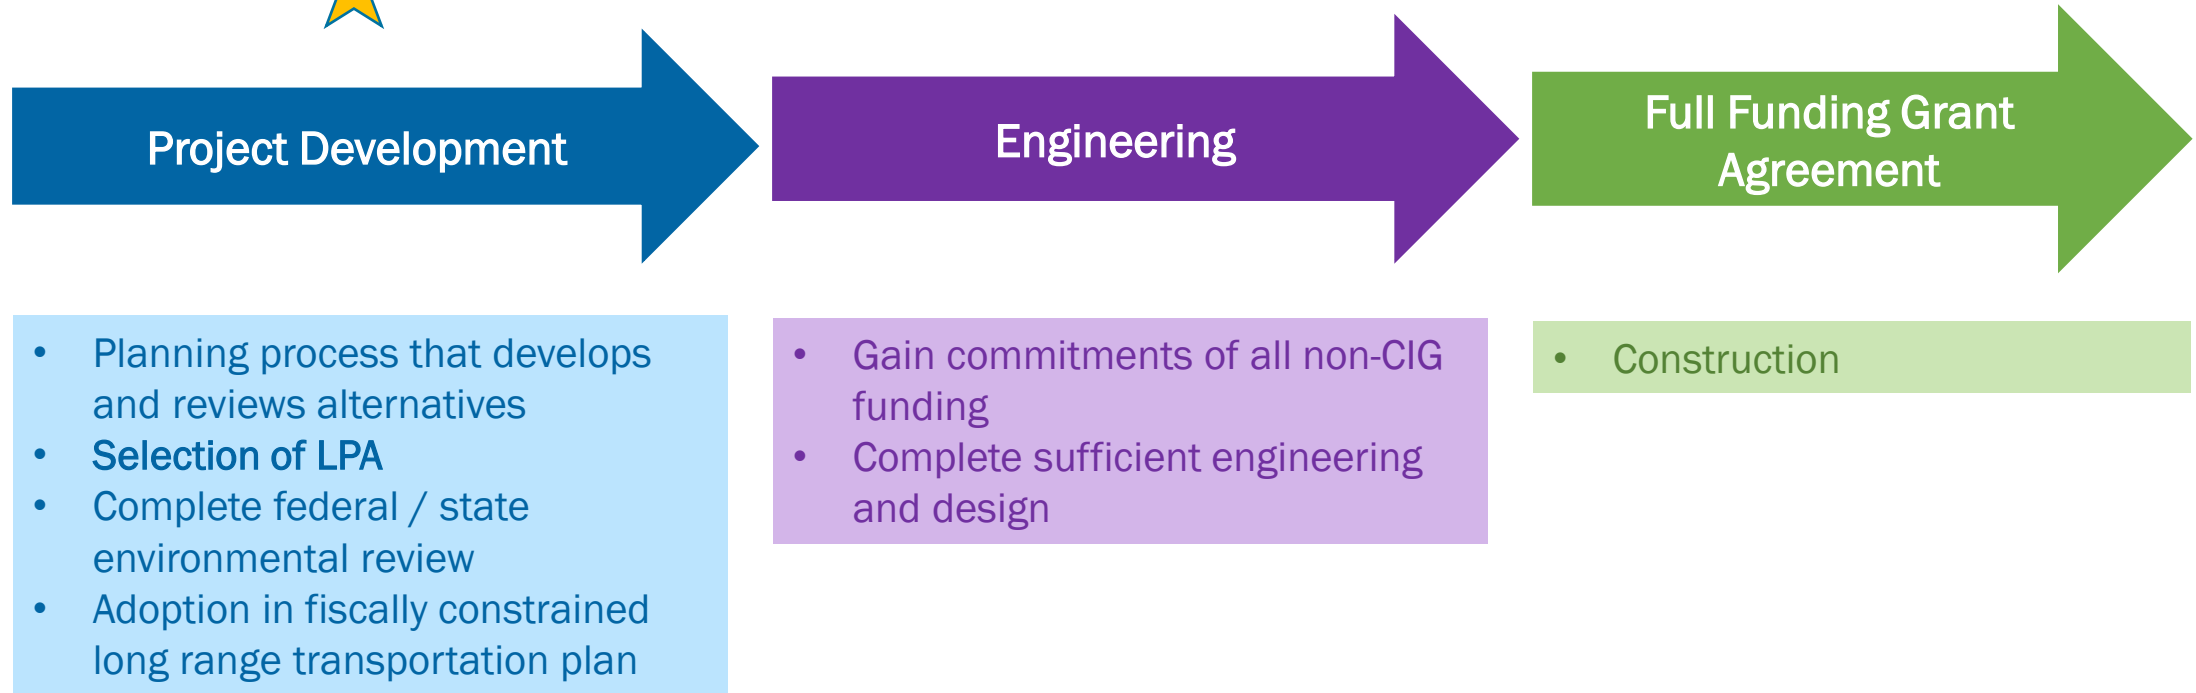 Project Development
Engineering
Full Funding Grant
Agreement
• Planning process that develops
and reviews alternatives
• Selection of LPA
• Complete federal / state
environmental review
• Adoption in fiscally constrained
long range transportation plan
• Gain commitments of all non-CIG
funding
• Complete sufficient engineering
and design
• Construction